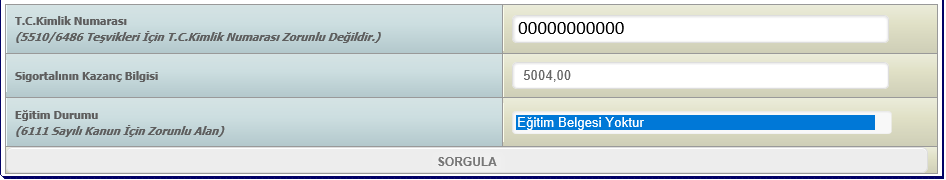 T.C.Kimlik Numarası
(5510/6486 Teşvikleri İçin T.C.Kimlik Numarası Zorunlu Değildir.)
00000000000
Sigortalının Kazanç Bilgisi
5004,00
Eğitim Durumu
(6111 Sayılı Kanun İçin Zorunlu Alan)
Eğitim Belgesi Yoktur
SORGULA